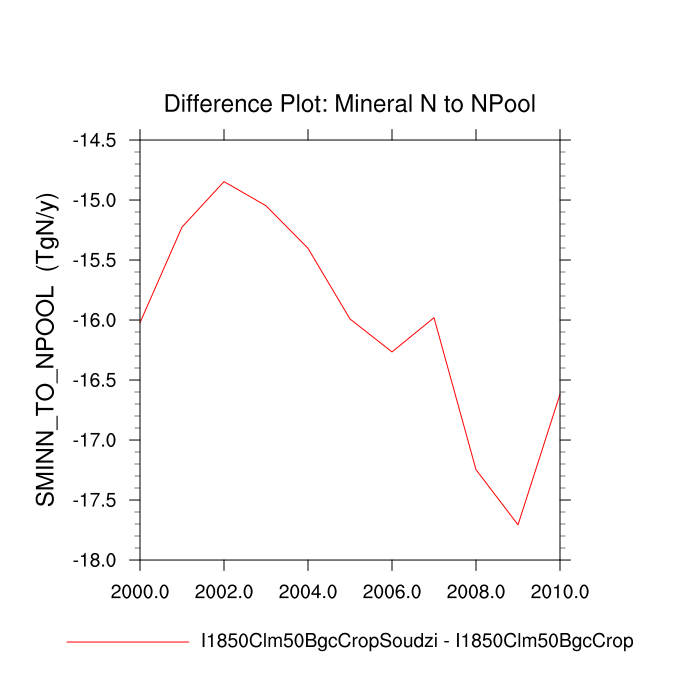 Difference Plot: Mineral N to NPool
SMINN_TO_NPOOL (TgN/y)
-14.5
-15.0
-15.5
-16.0
-16.5
-17.0
-17.5
-18.0
2000.0 2002.0 2004.0 2006.0 2008.0 2010.0
I1850Clm50BgcCropSoudzi - I1850Clm50BgcCrop